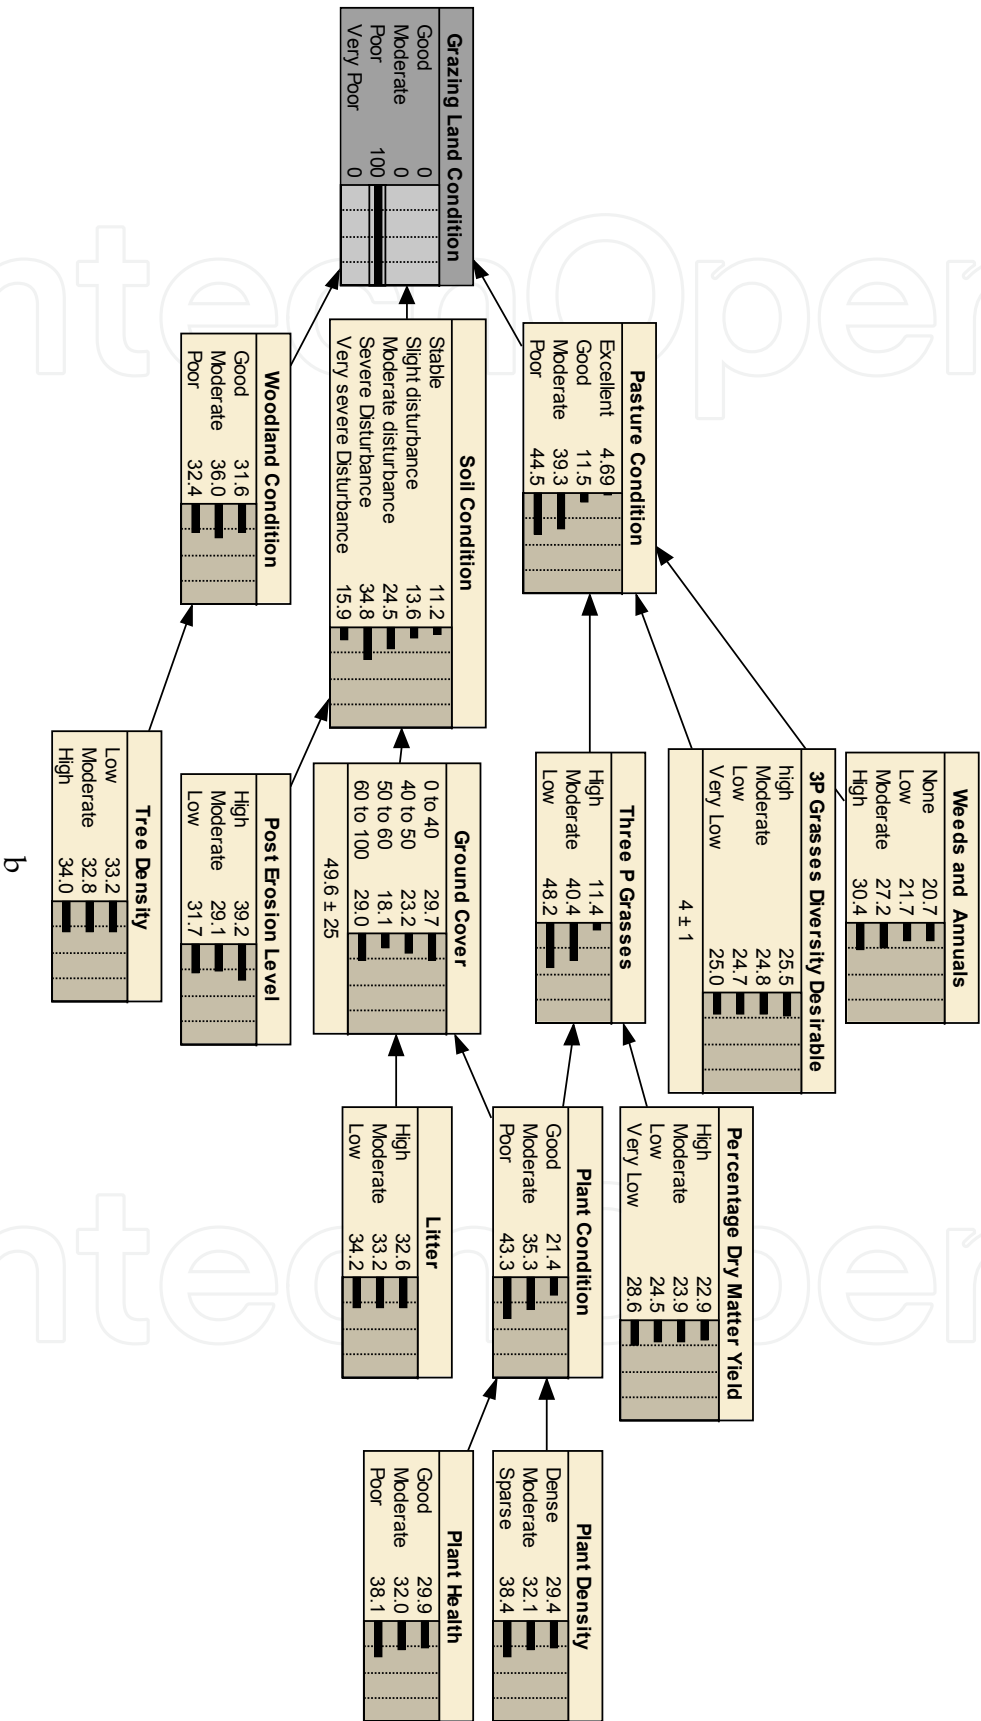 Weeds and Annuals
None 20.7
Low 21.7
Moderate 27.2
High 30.4
3P Grasses Diversity Desirable
high 25.5
Moderate 24.8
Low 24.7
Very Low 25.0
4 ± 1
Percentage Dry Matter Yield
High 22.9
Moderate 23.9
Low 24.5
Very Low 28.6
Pasture Condition
Excellent 4.69
Good 11.5
Moderate 39.3
Poor 44.5
Three P Grasses
High 11.4
Moderate 40.4
Low 48.2
Plant Condition
Good 21.4
Moderate 35.3
Poor 43.3
Plant Density
Dense 29.4
Moderate 32.1
Sparse 38.4
Grazing Land Condition
Good 0
Moderate 0
Poor 100
Very Poor 0
Soil Condition
Stable 11.2
Slight disturbance 13.6
Moderate disturbance 24.5
Severe Disturbance 34.8
Very severe Disturbance 15.9
Ground Cover
0 to 40 29.7
40 to 50 23.2
50 to 60 18.1
60 to 100 29.0
49.6 ± 25
Litter
High 32.6
Moderate 33.2
Low 34.2
Plant Health
Good 29.9
Moderate 32.0
Poor 38.1
Woodland Condition
Good 31.6
Moderate 36.0
Poor 32.4
Post Erosion Level
High 39.2
Moderate 29.1
Low 31.7
Tree Density
Low 33.2
Moderate 32.8
High 34.0
b